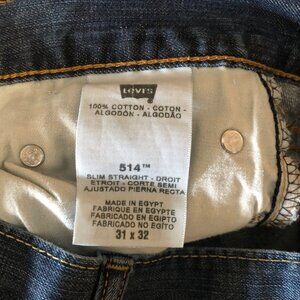 Levi's
100% COTTON - COTON -
ALGODÓN - ALGODÃO
514™
SLIM STRAIGHT - DROIT
ETROIT - CORTE SEMI
AJUSTADO PIERNA RECTA
MADE IN EGYPT
FABRIQUE EN EGYPTE
FABRICADO EN EGIPTO
FABRICADO NO EGITO
31 X 32